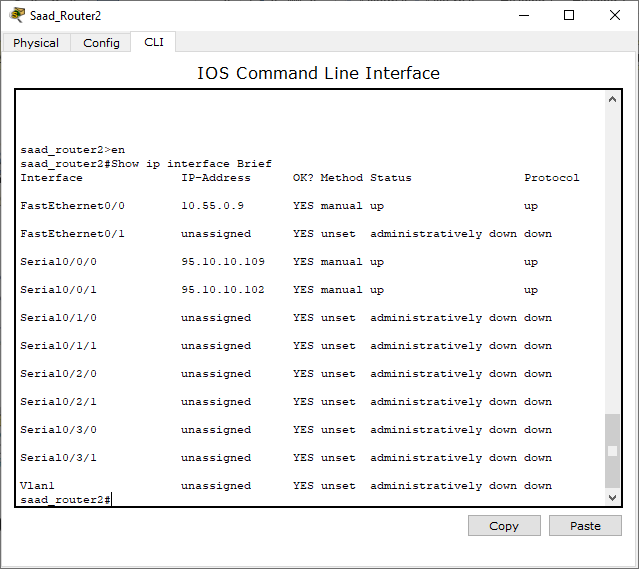 Saad_Router2
Physical Config CLI
IOS Command Line Interface
saad_router2>en
saad_router2#Show ip interface Brief
Interface IP-Address OK? Method Status Protocol
FastEthernet0/0 10.55.0.9 YES manual up up
FastEthernet0/1 unassigned YES unset administratively down down
Serial0/0/0 95.10.10.109 YES manual up up
Serial0/0/1 95.10.10.102 YES manual up up
Serial0/1/0 unassigned YES unset administratively down down
Serial0/1/1 unassigned YES unset administratively down down
Serial0/2/0 unassigned YES unset administratively down down
Serial0/2/1 unassigned YES unset administratively down down
Serial0/3/0 unassigned YES unset administratively down down
Serial0/3/1 unassigned YES unset administratively down down
Vlan1 unassigned YES unset administratively down down
saad_router2#
Copy Paste